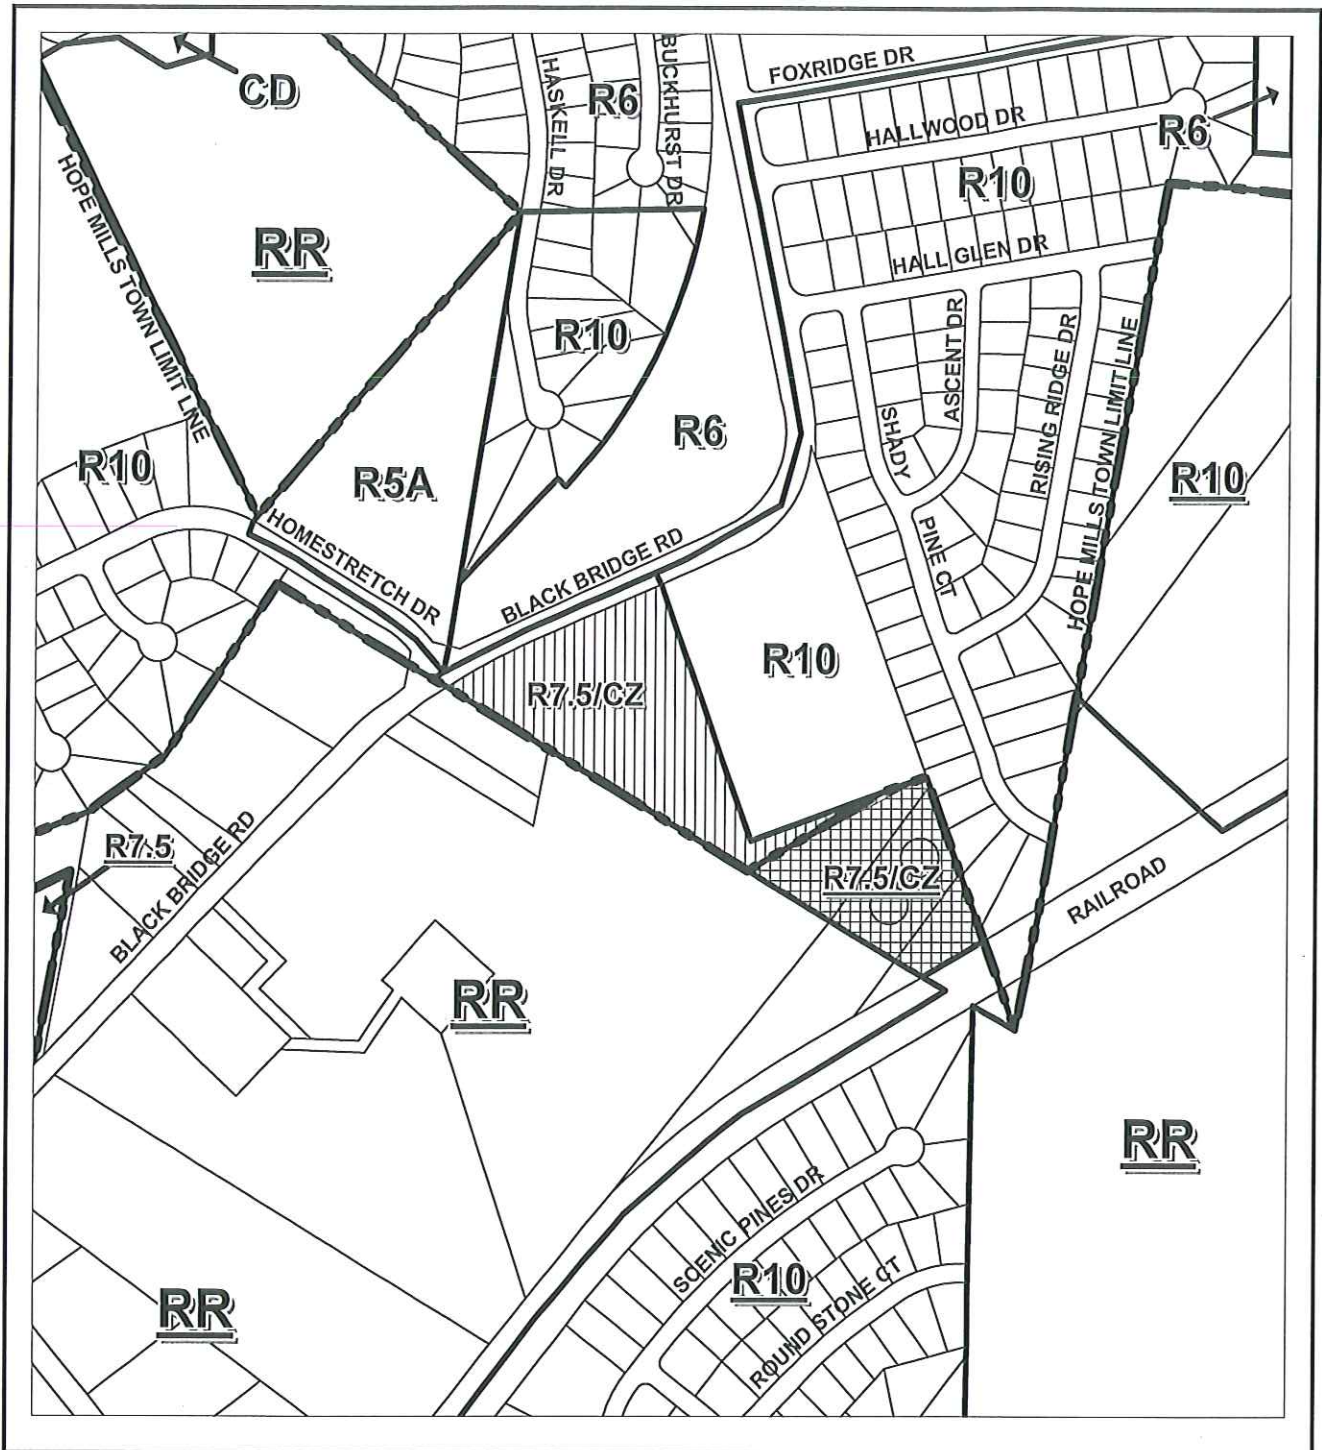 FOXRIDGE DR
CD
HASKELL DR
R6
BUCKHURST DR
HALLWOOD DR
R6
R10
HOPE MILLS TOWN LIMIT LINE
RR
HALL GLEN DR
R10
R6
SHADY
ASCENT DR
RISING RIDGE DR
HOPE MILLS TOWN LIMIT LINE
R10
R5A
R10
HOMESTRETCH DR
BLACK BRIDGE RD
PINE CT
R10
R7.5/CZ
R7.5
BLACK BRIDGE RD
R7.5/CZ
RAILROAD
RR
RR
SCENIC PINES DR
R10
ROUND STONE CT
RR